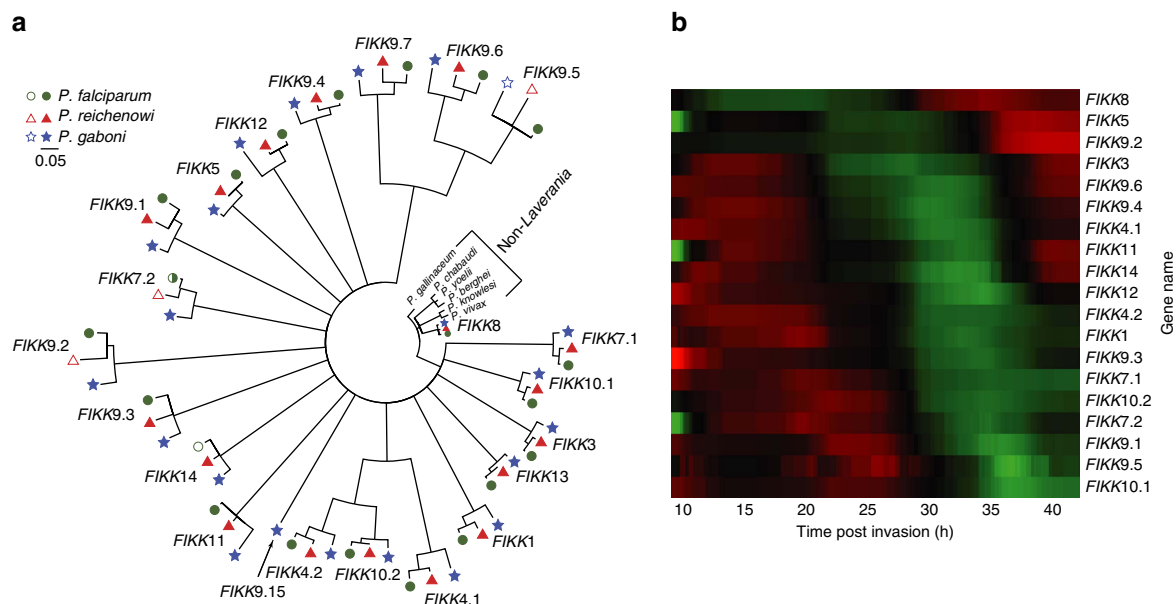 a
FIKK9.7
FIKK9.6
FIKK9.5
FIKK9.4
FIKK12
FIKK5
FIKK9.1
FIKK7.2
FIKK9.2
FIKK9.3
FIKK14
FIKK11
FIKK9.15
FIKK4.2
FIKK10.2
FIKK4.1
FIKK1
FIKK13
FIKK3
FIKK10.1
FIKK7.1
FIKK8
P. falciparum
P. reichenowi
P. gaboni
0.05
Non-Laverania
P. gallinaceum
P. chabaudi
P. yoelii
P. berghei
P. knowlesi
P. vivax
b
FIKK8
FIKK5
FIKK9.2
FIKK3
FIKK9.6
FIKK9.4
FIKK4.1
FIKK11
FIKK14
FIKK12
FIKK4.2
FIKK1
FIKK9.3
FIKK7.1
FIKK10.2
FIKK7.2
FIKK9.1
FIKK9.5
FIKK10.1
Gene name
10 15 20 25 30 35 40
Time post invasion (h)